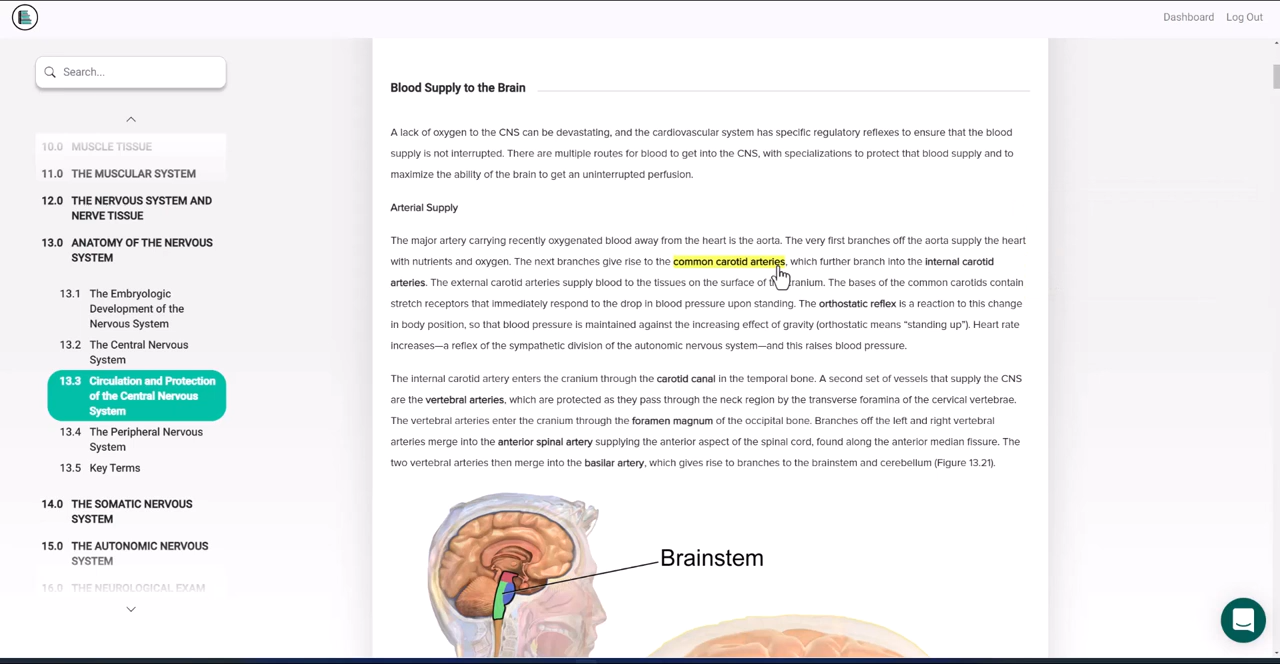 Dashboard Log Out
Search...
10.0 MUSCLE TISSUE
11.0 THE MUSCULAR SYSTEM
12.0 THE NERVOUS SYSTEM AND
NERVE TISSUE
13.0 ANATOMY OF THE NERVOUS
SYSTEM
13.1 The Embryologic
Development of the
Nervous System
13.2 The Central Nervous
System
13.3 Circulation and Protection
of the Central Nervous
System
13.4 The Peripheral Nervous
System
13.5 Key Terms
14.0 THE SOMATIC NERVOUS
SYSTEM
15.0 THE AUTONOMIC NERVOUS
SYSTEM
16.0 THE NEUROLOGICAL EXAM
Blood Supply to the Brain
A lack of oxygen to the CNS can be devastating, and the cardiovascular system has specific regulatory reflexes to ensure that the blood
supply is not interrupted. There are multiple routes for blood to get into the CNS, with specializations to protect that blood supply and to
maximize the ability of the brain to get an uninterrupted perfusion.
Arterial Supply
The major artery carrying recently oxygenated blood away from the heart is the aorta. The very first branches off the aorta supply the heart
with nutrients and oxygen. The next branches give rise to the common carotid arteries, which further branch into the internal carotid
arteries. The external carotid arteries supply blood to the tissues on the surface of the cranium. The bases of the common carotids contain
stretch receptors that immediately respond to the drop in blood pressure upon standing. The orthostatic reflex is a reaction to this change
in body position, so that blood pressure is maintained against the increasing effect of gravity (orthostatic means “standing up”). Heart rate
increases—a reflex of the sympathetic division of the autonomic nervous system—and this raises blood pressure.
The internal carotid artery enters the cranium through the carotid canal in the temporal bone. A second set of vessels that supply the CNS
are the vertebral arteries, which are protected as they pass through the neck region by the transverse foramina of the cervical vertebrae.
The vertebral arteries enter the cranium through the foramen magnum of the occipital bone. Branches off the left and right vertebral
arteries merge into the anterior spinal artery supplying the anterior aspect of the spinal cord, found along the anterior median fissure. The
two vertebral arteries then merge into the basilar artery, which gives rise to branches to the brainstem and cerebellum (Figure 13.21).
Brainstem